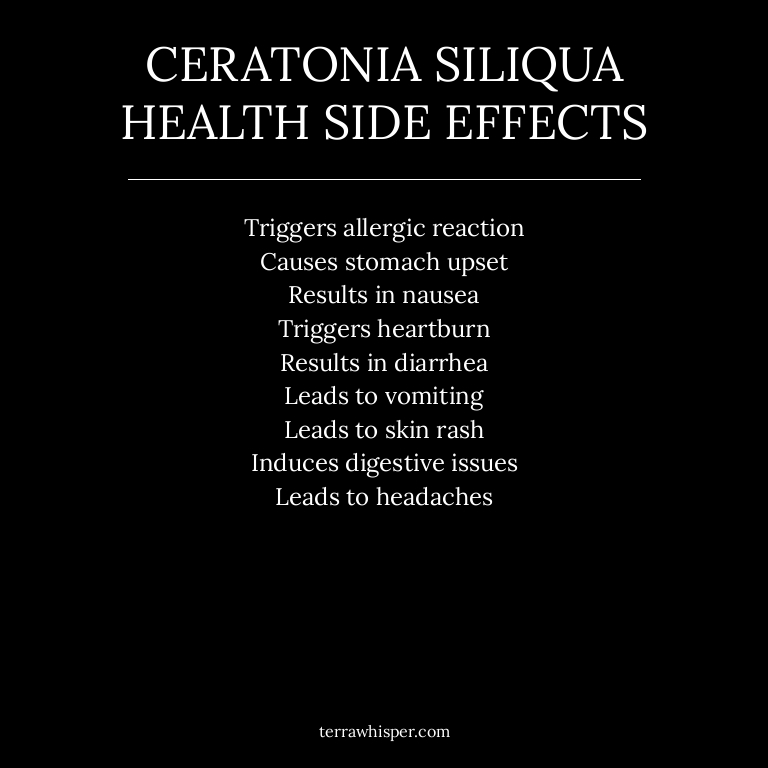 CERATONIA SILIQUA
HEALTH SIDE EFFECTS
Triggers allergic reaction
Causes stomach upset
Results in nausea
Triggers heartburn
Results in diarrhea
Leads to vomiting
Leads to skin rash
Induces digestive issues
Leads to headaches
terrawhisper.com